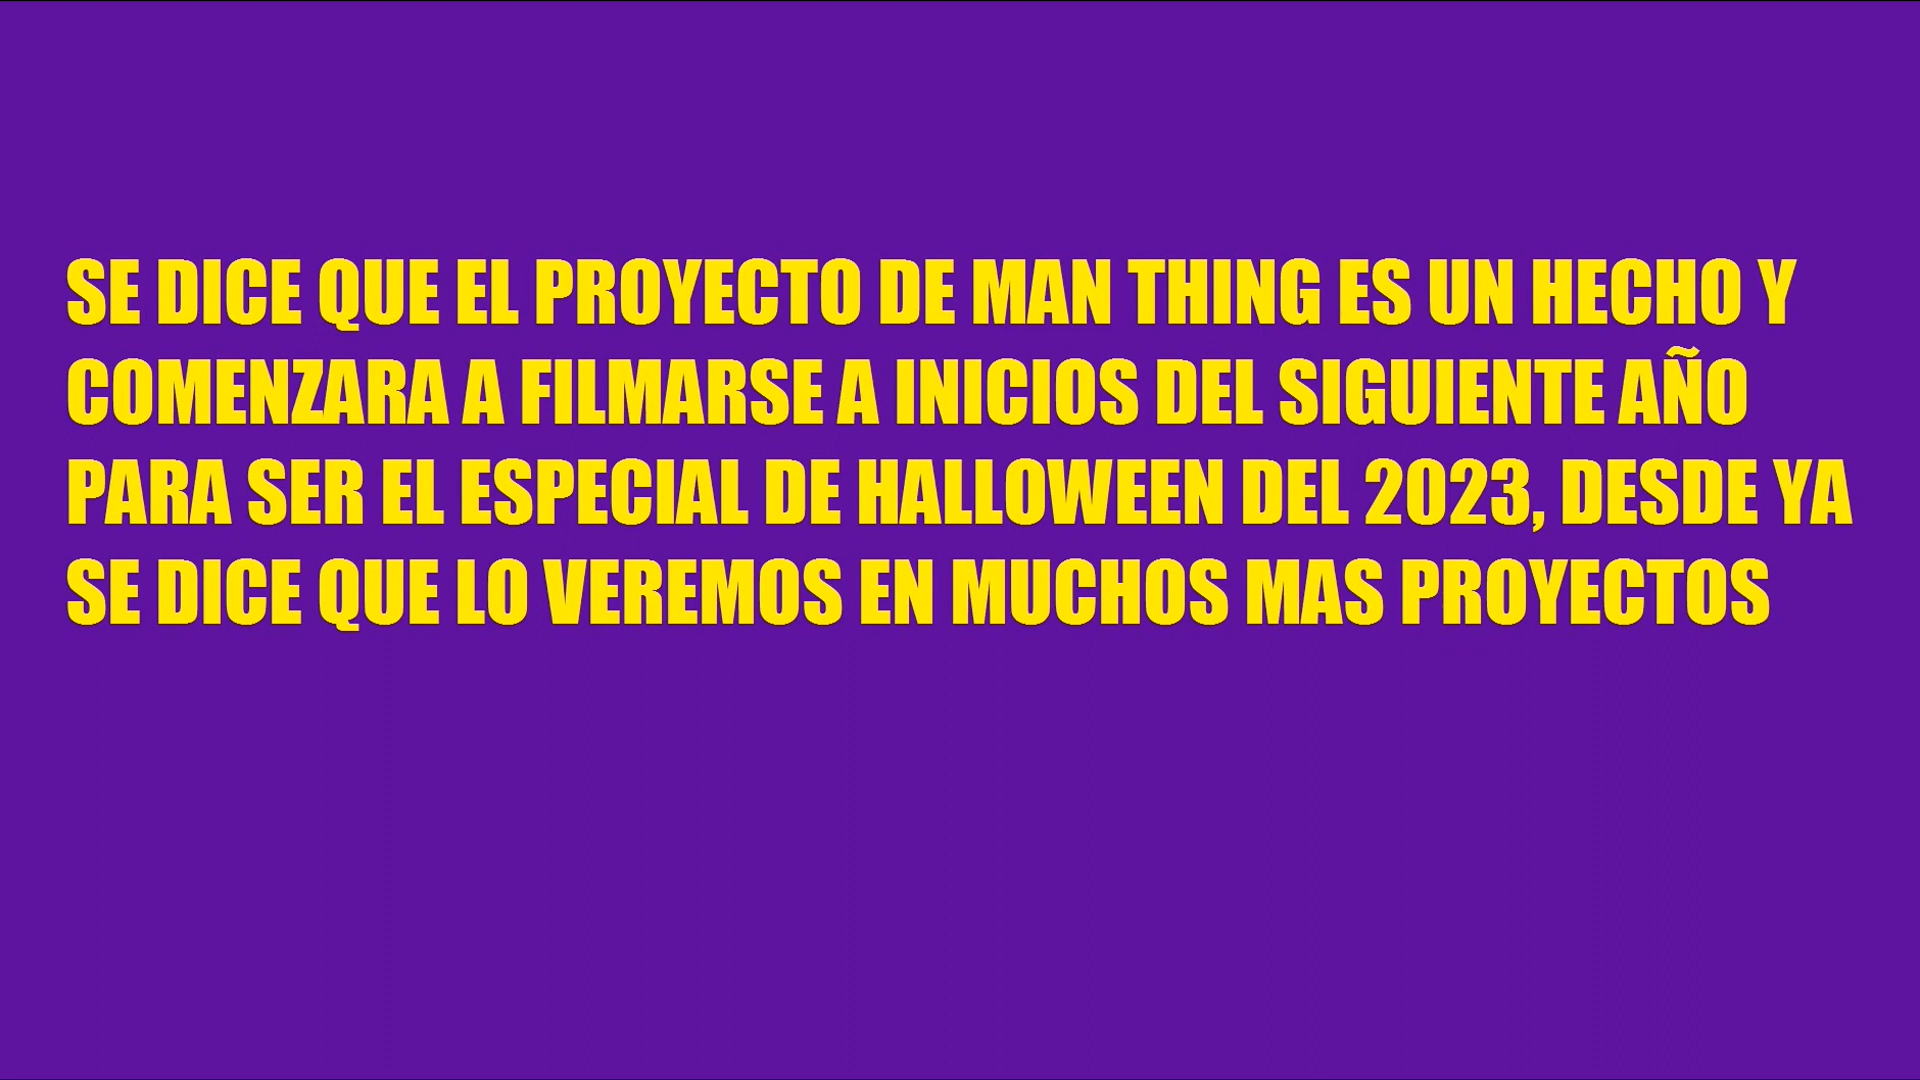 SE DICE QUE EL PROYECTO DE MAN THING ES UN HECHO Y
COMENZARA A FILMARSE A INICIOS DEL SIGUIENTE AÑO
PARA SER EL ESPECIAL DE HALLOWEEN DEL 2023, DESDE YA
SE DICE QUE LO VEREMOS EN MUCHOS MAS PROYECTOS